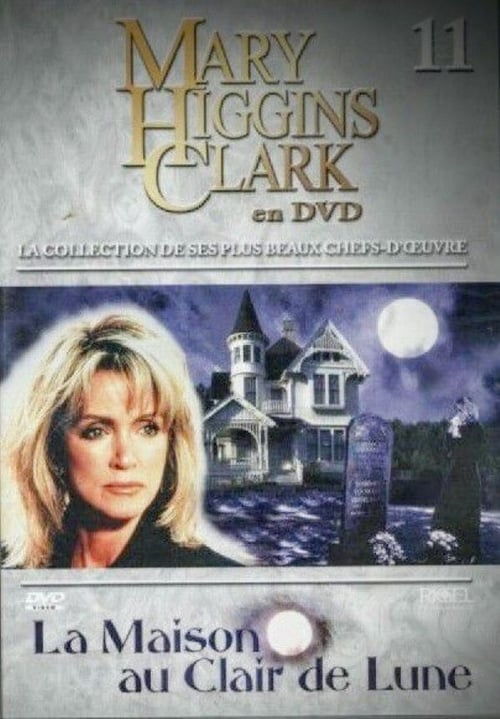 11
MARY
HIGGINS
CLARK
en DVD
LA COLLECTION DE SES PLUS BEAUX CHEFS-D'ŒUVRE
DVD
VIDEO
La Maison
au Clair de Lune